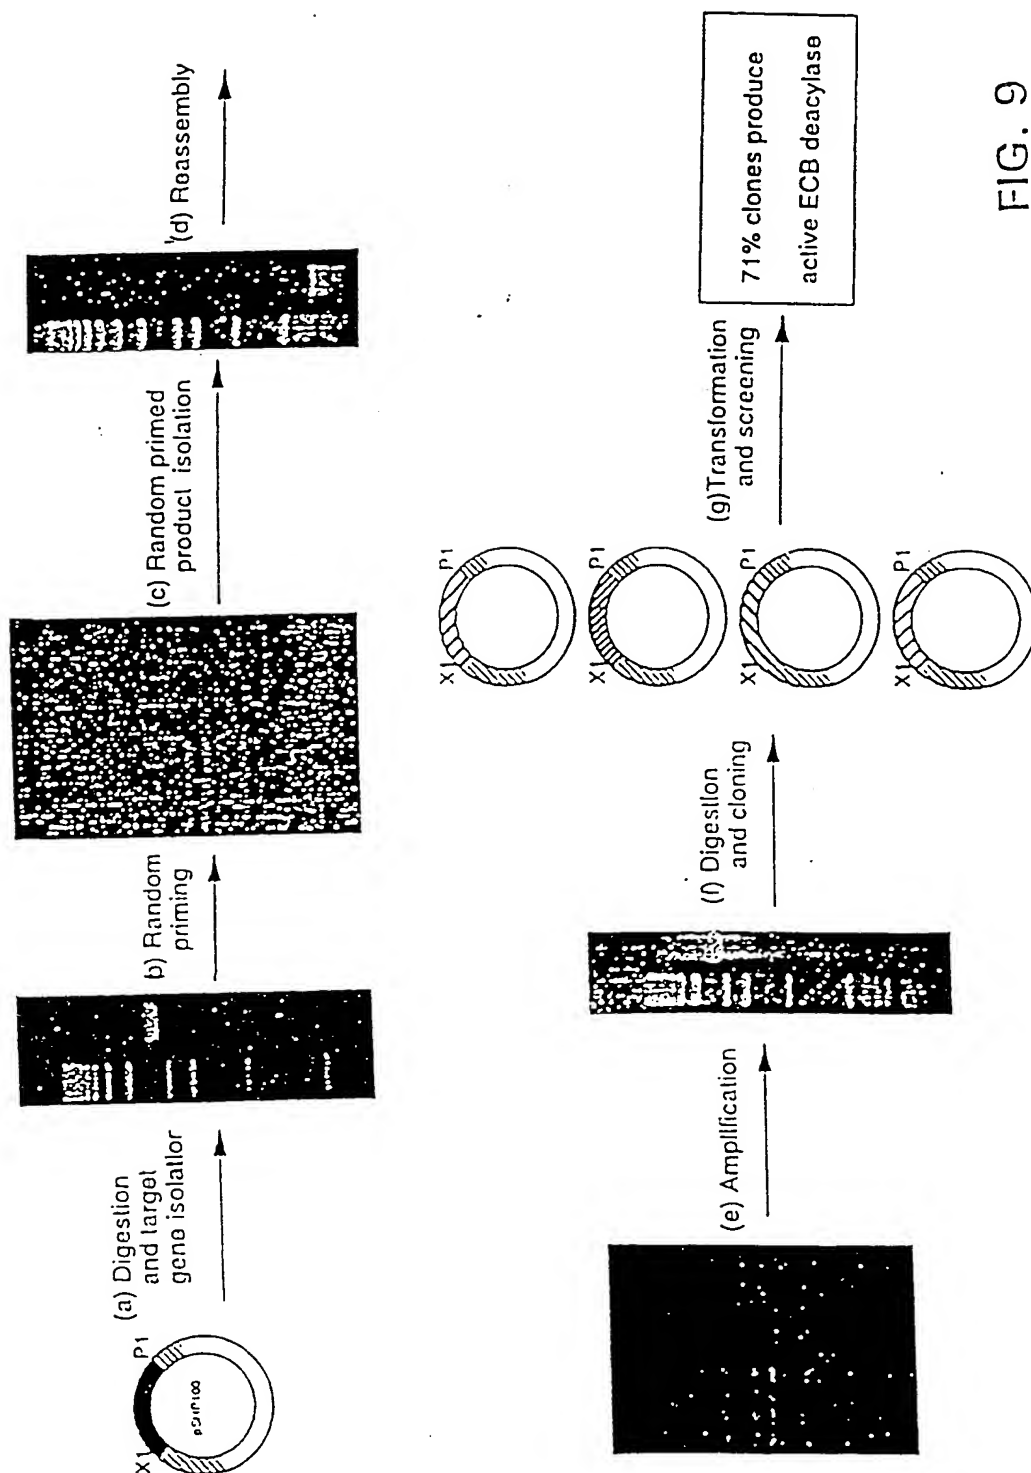 X1
P1
(a) Digestion
and target
gene isolation
b) Random
priming
(c) Random primed
product isolation
(d) Reassembly
(e) Amplification
(f) Digestion
and cloning
X1 P1
X1 P1
X1 P1
X1 P1
(g)Transformation
and screening
71% clones produce
active ECB deacylase
FIG. 9